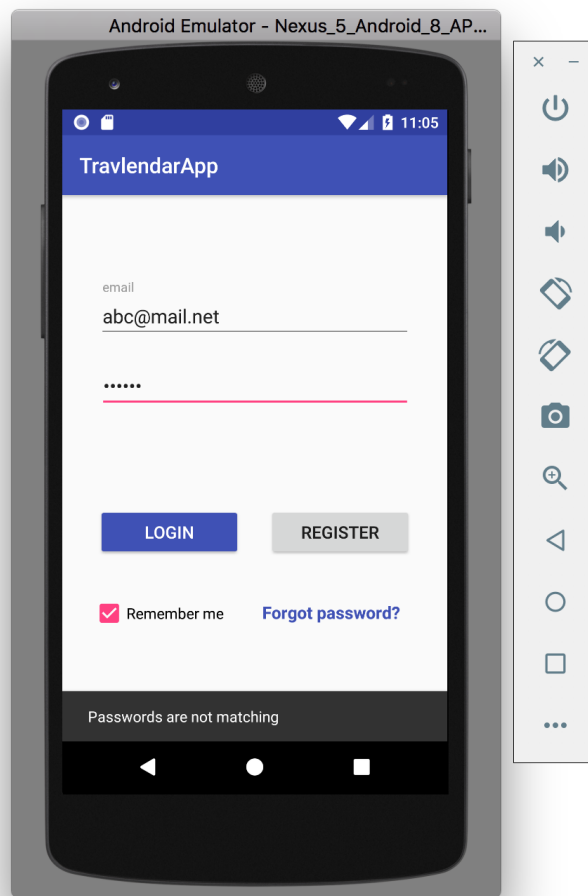 Android Emulator - Nexus_5_Android_8_AP...
11:05
TravlendarApp
email
abc@mail.net
••••••
LOGIN
REGISTER
Remember me
Forgot password?
Passwords are not matching